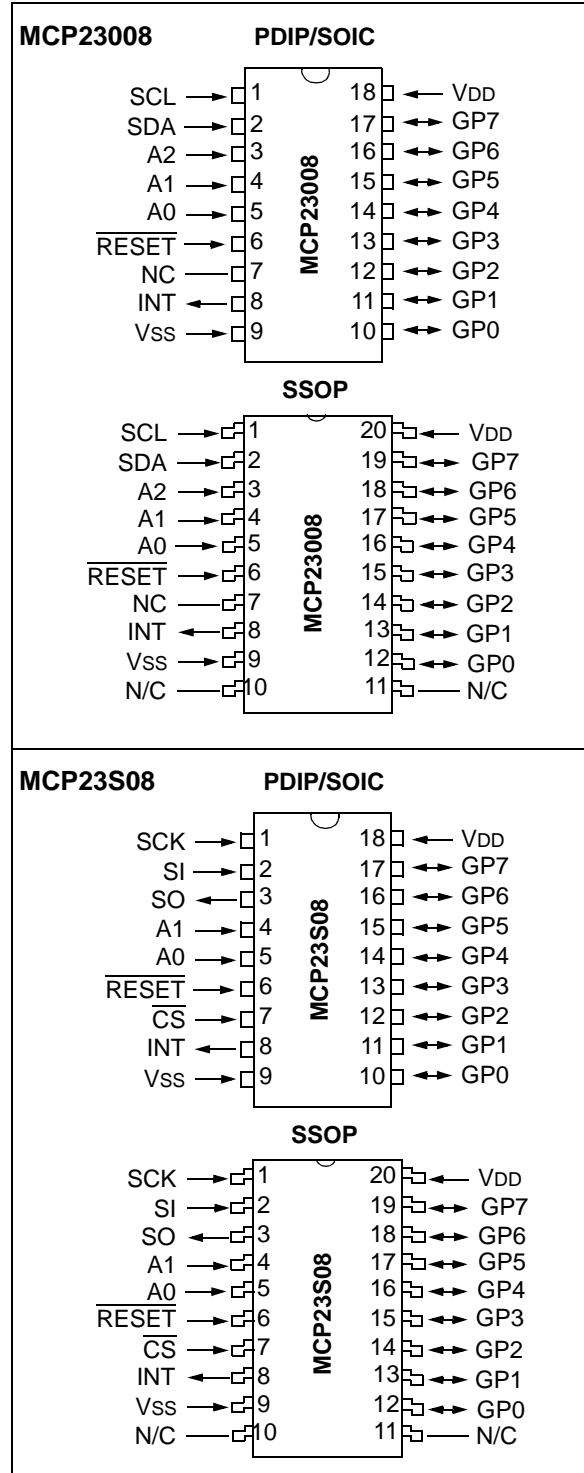 MCP23008 PDIP/SOIC
SCL 1 18 VDD
SDA 2 17 GP7
A2 3 16 GP6
A1 4 15 GP5
A0 5 14 GP4
RESET 6 13 GP3
NC 7 12 GP2
INT 8 11 GP1
VSS 9 10 GP0
MCP23008
SSOP
SCL 1 20 VDD
SDA 2 19 GP7
A2 3 18 GP6
A1 4 17 GP5
A0 5 16 GP4
RESET 6 15 GP3
NC 7 14 GP2
INT 8 13 GP1
VSS 9 12 GP0
N/C 10 11 N/C
MCP23008
MCP23S08 PDIP/SOIC
SCK 1 18 VDD
SI 2 17 GP7
SO 3 16 GP6
A1 4 15 GP5
A0 5 14 GP4
RESET 6 13 GP3
CS 7 12 GP2
INT 8 11 GP1
VSS 9 10 GP0
MCP23S08
SSOP
SCK 1 20 VDD
SI 2 19 GP7
SO 3 18 GP6
A1 4 17 GP5
A0 5 16 GP4
RESET 6 15 GP3
CS 7 14 GP2
INT 8 13 GP1
VSS 9 12 GP0
N/C 10 11 N/C
MCP23S08